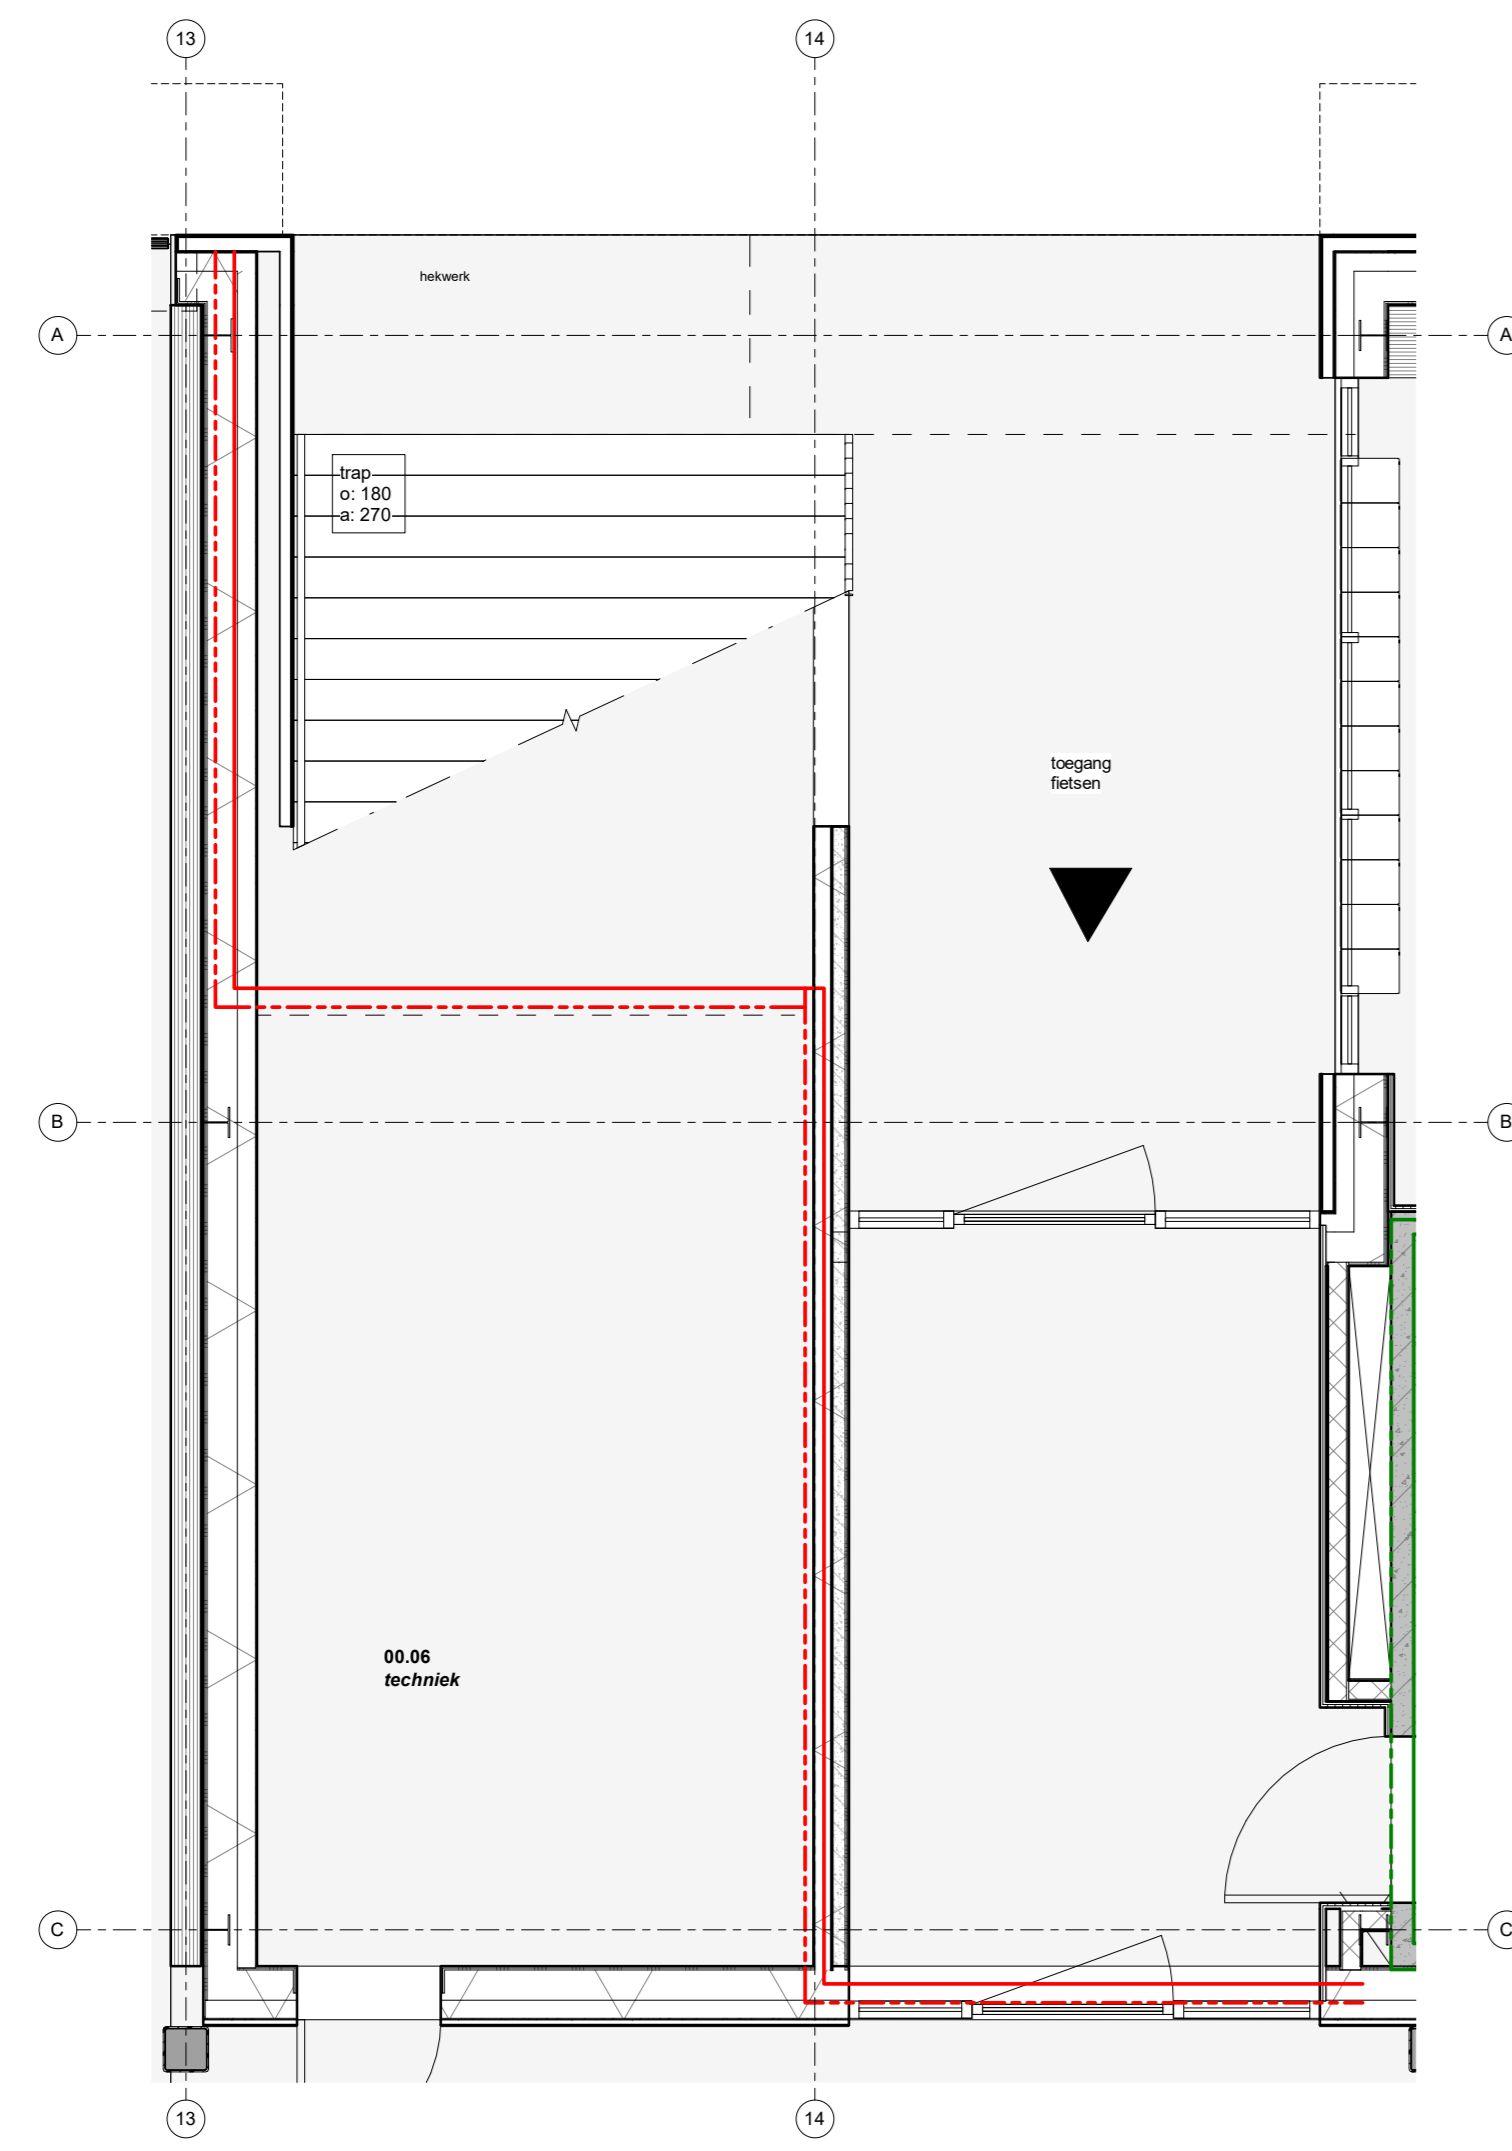 13
14
hekwerk
A
A
trap
o: 180
a: 270
toegang
fietsen
B
B
00.06
techniek
C
C
13
14